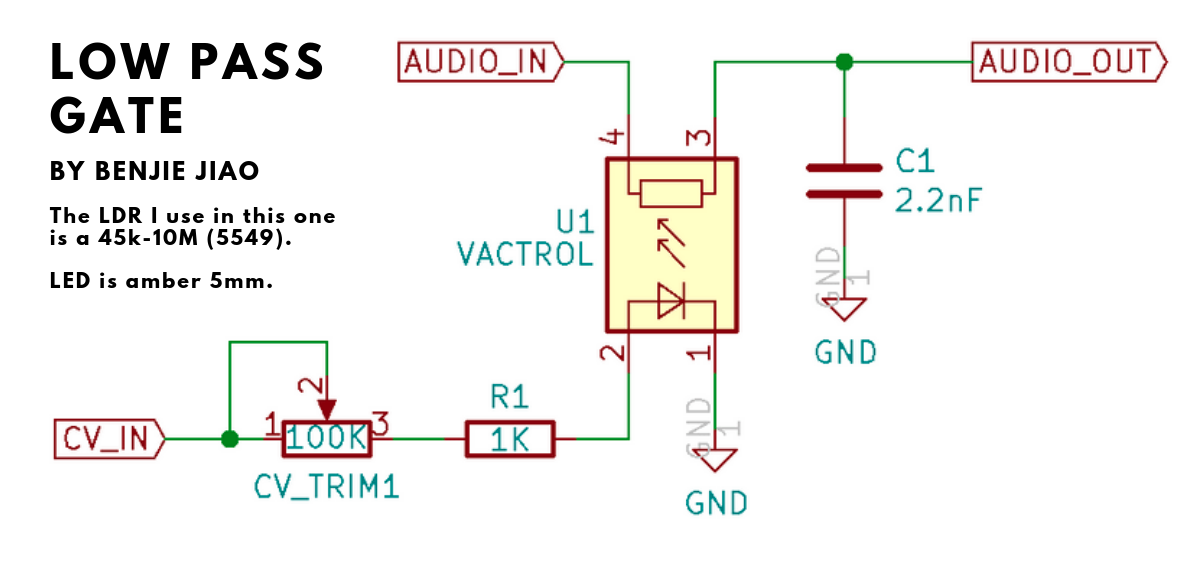 LOW PASS
GATE
BY BENJIE JIAO
The LDR I use in this one
is a 45k-10M (5549).
LED is amber 5mm.
AUDIO_IN
AUDIO_OUT
4
3
C1
2.2nF
U1
VACTROL
GND
1
GND
2
1
2
R1
CV_IN
1
100K
3
1K
CV_TRIM1
GND
1
GND